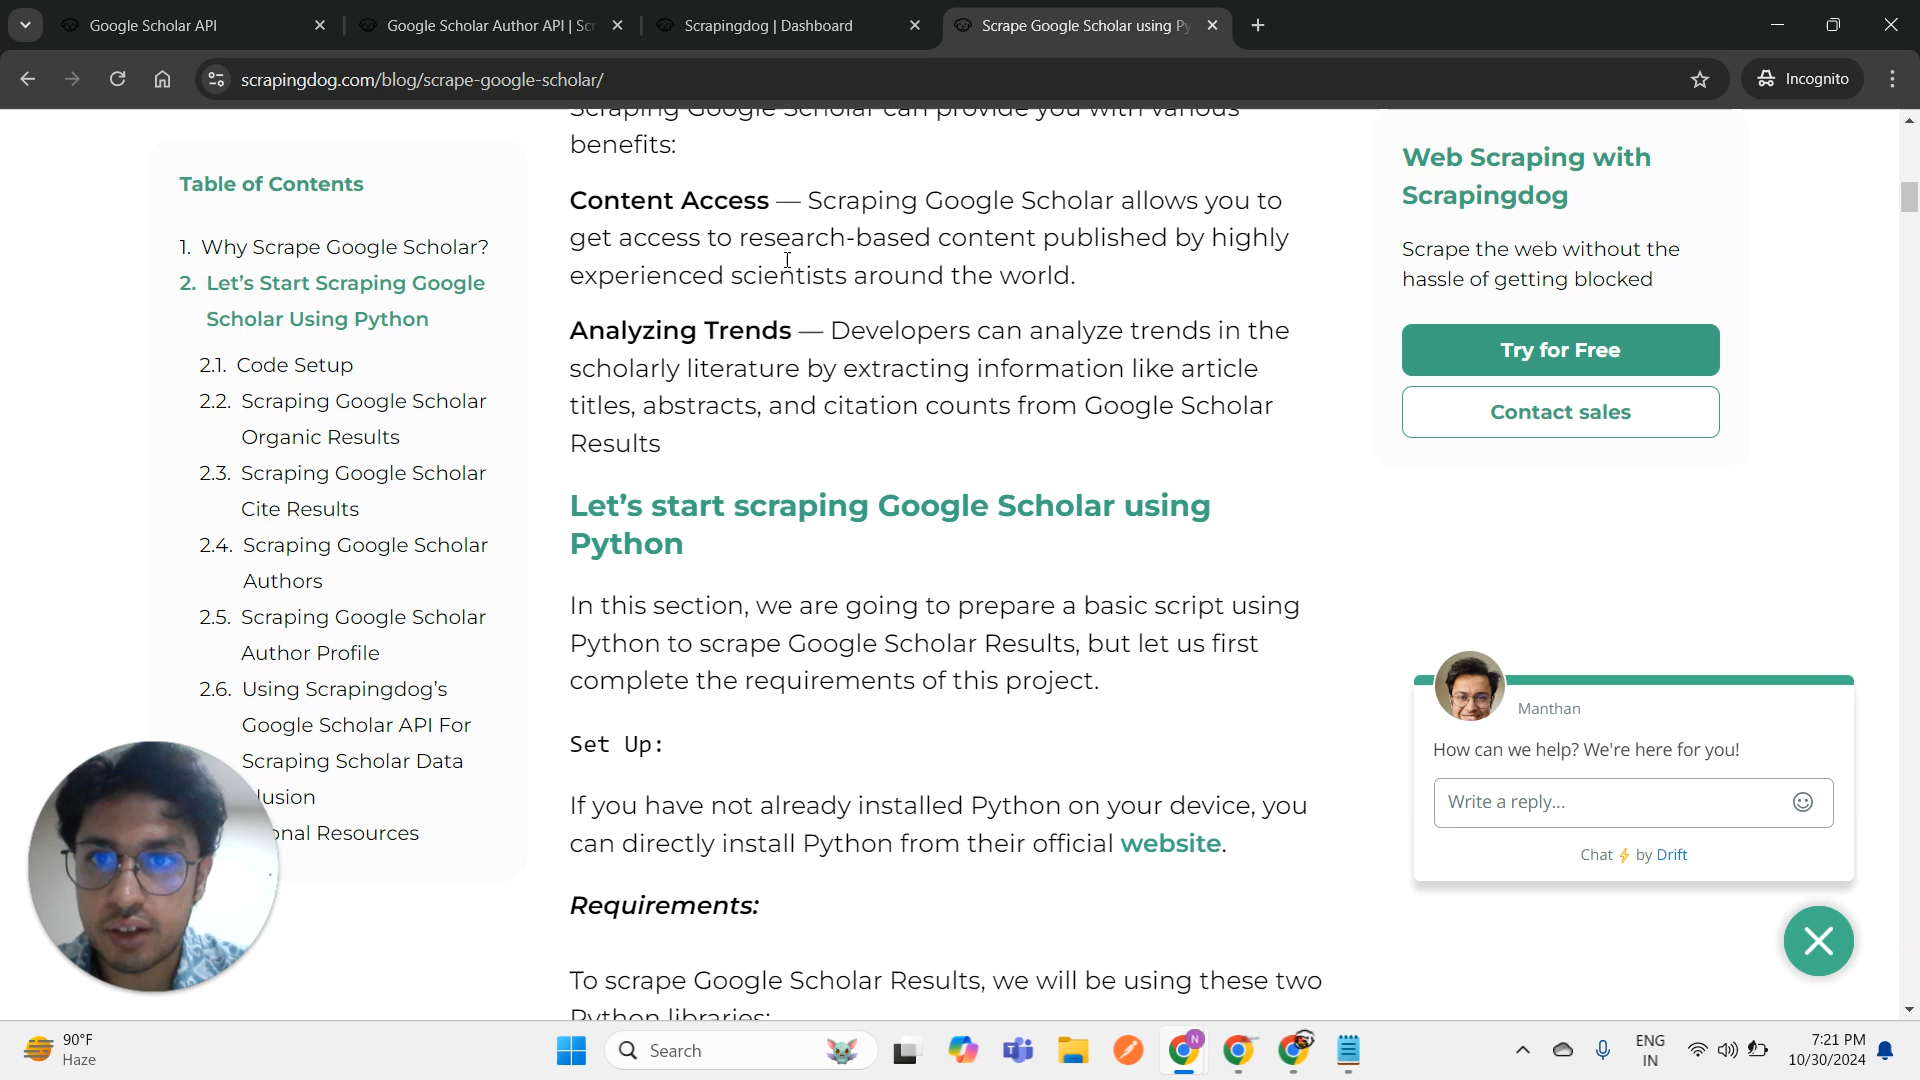 Google Scholar API
Google Scholar Author API | Scr
Scrapingdog | Dashboard
Scrape Google Scholar using Py
scrapingdog.com/blog/scrape-google-scholar/
Incognito
Table of Contents
1. Why Scrape Google Scholar?
2. Let's Start Scraping Google
Scholar Using Python
2.1. Code Setup
2.2. Scraping Google Scholar
Organic Results
2.3. Scraping Google Scholar
Cite Results
2.4. Scraping Google Scholar
Authors
2.5. Scraping Google Scholar
Author Profile
2.6. Using Scrapingdog's
Google Scholar API For
Scraping Scholar Data
lusion
onal Resources
Scraping Google Scholar can provide you with various
benefits:
Content Access — Scraping Google Scholar allows you to
get access to research-based content published by highly
experienced scientists around the world.
Analyzing Trends — Developers can analyze trends in the
scholarly literature by extracting information like article
titles, abstracts, and citation counts from Google Scholar
Results
Let's start scraping Google Scholar using
Python
In this section, we are going to prepare a basic script using
Python to scrape Google Scholar Results, but let us first
complete the requirements of this project.
Set Up:
If you have not already installed Python on your device, you
can directly install Python from their official website.
Requirements:
To scrape Google Scholar Results, we will be using these two
Python libraries:
Web Scraping with
Scrapingdog
Scrape the web without the
hassle of getting blocked
Try for Free
Contact sales
Manthan
How can we help? We're here for you!
Write a reply...
Chat ⚡ by Drift
90°F
Haze
Search
N
ENG
IN
7:21 PM
10/30/2024